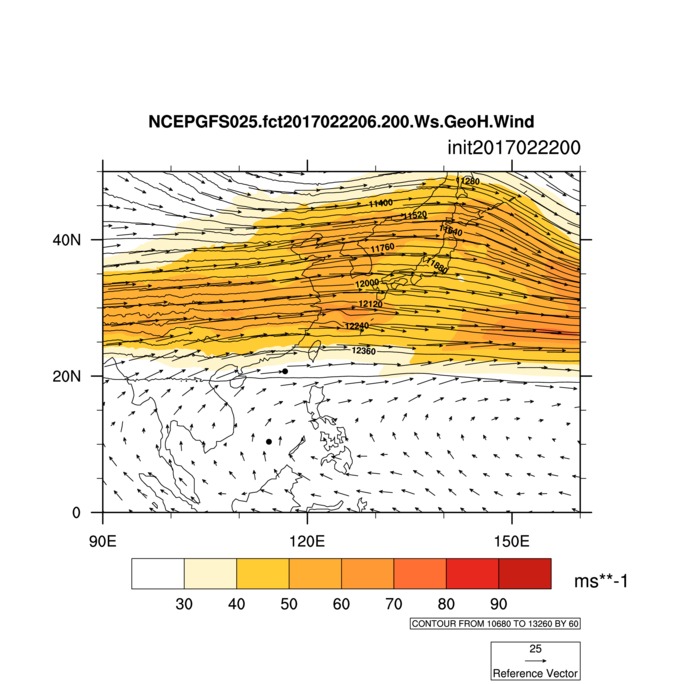 NCEPGFS025.fct2017022206.200.Ws.GeoH.Wind
init2017022200
11280
11400
11520
11640
11760
11880
12000
12120
12240
12360
40N
20N
0
90E 120E 150E
30 40 50 60 70 80 90
ms**-1
CONTOUR FROM 10680 TO 13260 BY 60
25
Reference Vector